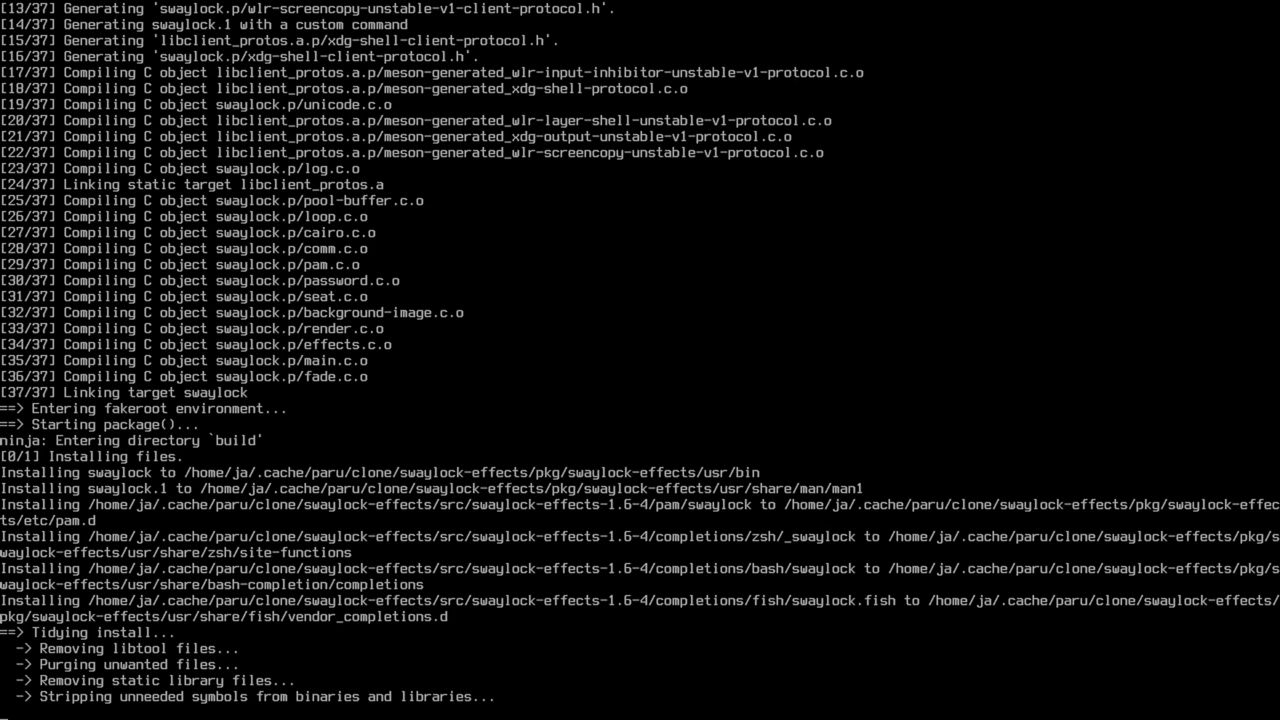 [13/37] Generating 'swaylock.p/wlr-screencopy-unstable-v1-client-protocol.h'.
[14/37] Generating swaylock.1 with a custom command
[15/37] Generating 'libclient_protos.a.p/xdg-shell-client-protocol.h'.
[16/37] Generating 'swaylock.p/xdg-shell-client-protocol.h'.
[17/37] Compiling C object libclient_protos.a.p/meson-generated_wlr-input-inhibitor-unstable-v1-protocol.c.o
[18/37] Compiling C object libclient_protos.a.p/meson-generated_xdg-shell-protocol.c.o
[19/37] Compiling C object swaylock.p/unicode.c.o
[20/37] Compiling C object libclient_protos.a.p/meson-generated_wlr-layer-shell-unstable-v1-protocol.c.o
[21/37] Compiling C object libclient_protos.a.p/meson-generated_xdg-output-unstable-v1-protocol.c.o
[22/37] Compiling C object libclient_protos.a.p/meson-generated_wlr-screencopy-unstable-v1-protocol.c.o
[23/37] Compiling C object swaylock.p/log.c.o
[24/37] Linking static target libclient_protos.a
[25/37] Compiling C object swaylock.p/pool-buffer.c.o
[26/37] Compiling C object swaylock.p/loop.c.o
[27/37] Compiling C object swaylock.p/cairo.c.o
[28/37] Compiling C object swaylock.p/comm.c.o
[29/37] Compiling C object swaylock.p/pam.c.o
[30/37] Compiling C object swaylock.p/password.c.o
[31/37] Compiling C object swaylock.p/seat.c.o
[32/37] Compiling C object swaylock.p/background-image.c.o
[33/37] Compiling C object swaylock.p/render.c.o
[34/37] Compiling C object swaylock.p/effects.c.o
[35/37] Compiling C object swaylock.p/main.c.o
[36/37] Compiling C object swaylock.p/fade.c.o
[37/37] Linking target swaylock
==> Entering fakeroot environment...
==> Starting package()...
ninja: Entering directory `build'
[0/1] Installing files.
Installing swaylock to /home/ja/.cache/paru/clone/swaylock-effects/pkg/swaylock-effects/usr/bin
Installing swaylock.1 to /home/ja/.cache/paru/clone/swaylock-effects/pkg/swaylock-effects/usr/share/man/man1
Installing /home/ja/.cache/paru/clone/swaylock-effects/src/swaylock-effects-1.6-4/pam/swaylock to /home/ja/.cache/paru/clone/swaylock-effects/pkg/swaylock-effec
ts/etc/pam.d
Installing /home/ja/.cache/paru/clone/swaylock-effects/src/swaylock-effects-1.6-4/completions/zsh/_swaylock to /home/ja/.cache/paru/clone/swaylock-effects/pkg/s
waylock-effects/usr/share/zsh/site-functions
Installing /home/ja/.cache/paru/clone/swaylock-effects/src/swaylock-effects-1.6-4/completions/bash/swaylock to /home/ja/.cache/paru/clone/swaylock-effects/pkg/s
waylock-effects/usr/share/bash-completion/completions
Installing /home/ja/.cache/paru/clone/swaylock-effects/src/swaylock-effects-1.6-4/completions/fish/swaylock.fish to /home/ja/.cache/paru/clone/swaylock-effects/
pkg/swaylock-effects/usr/share/fish/vendor_completions.d
==> Tidying install...
  -> Removing libtool files...
  -> Purging unwanted files...
  -> Removing static library files...
  -> Stripping unneeded symbols from binaries and libraries...